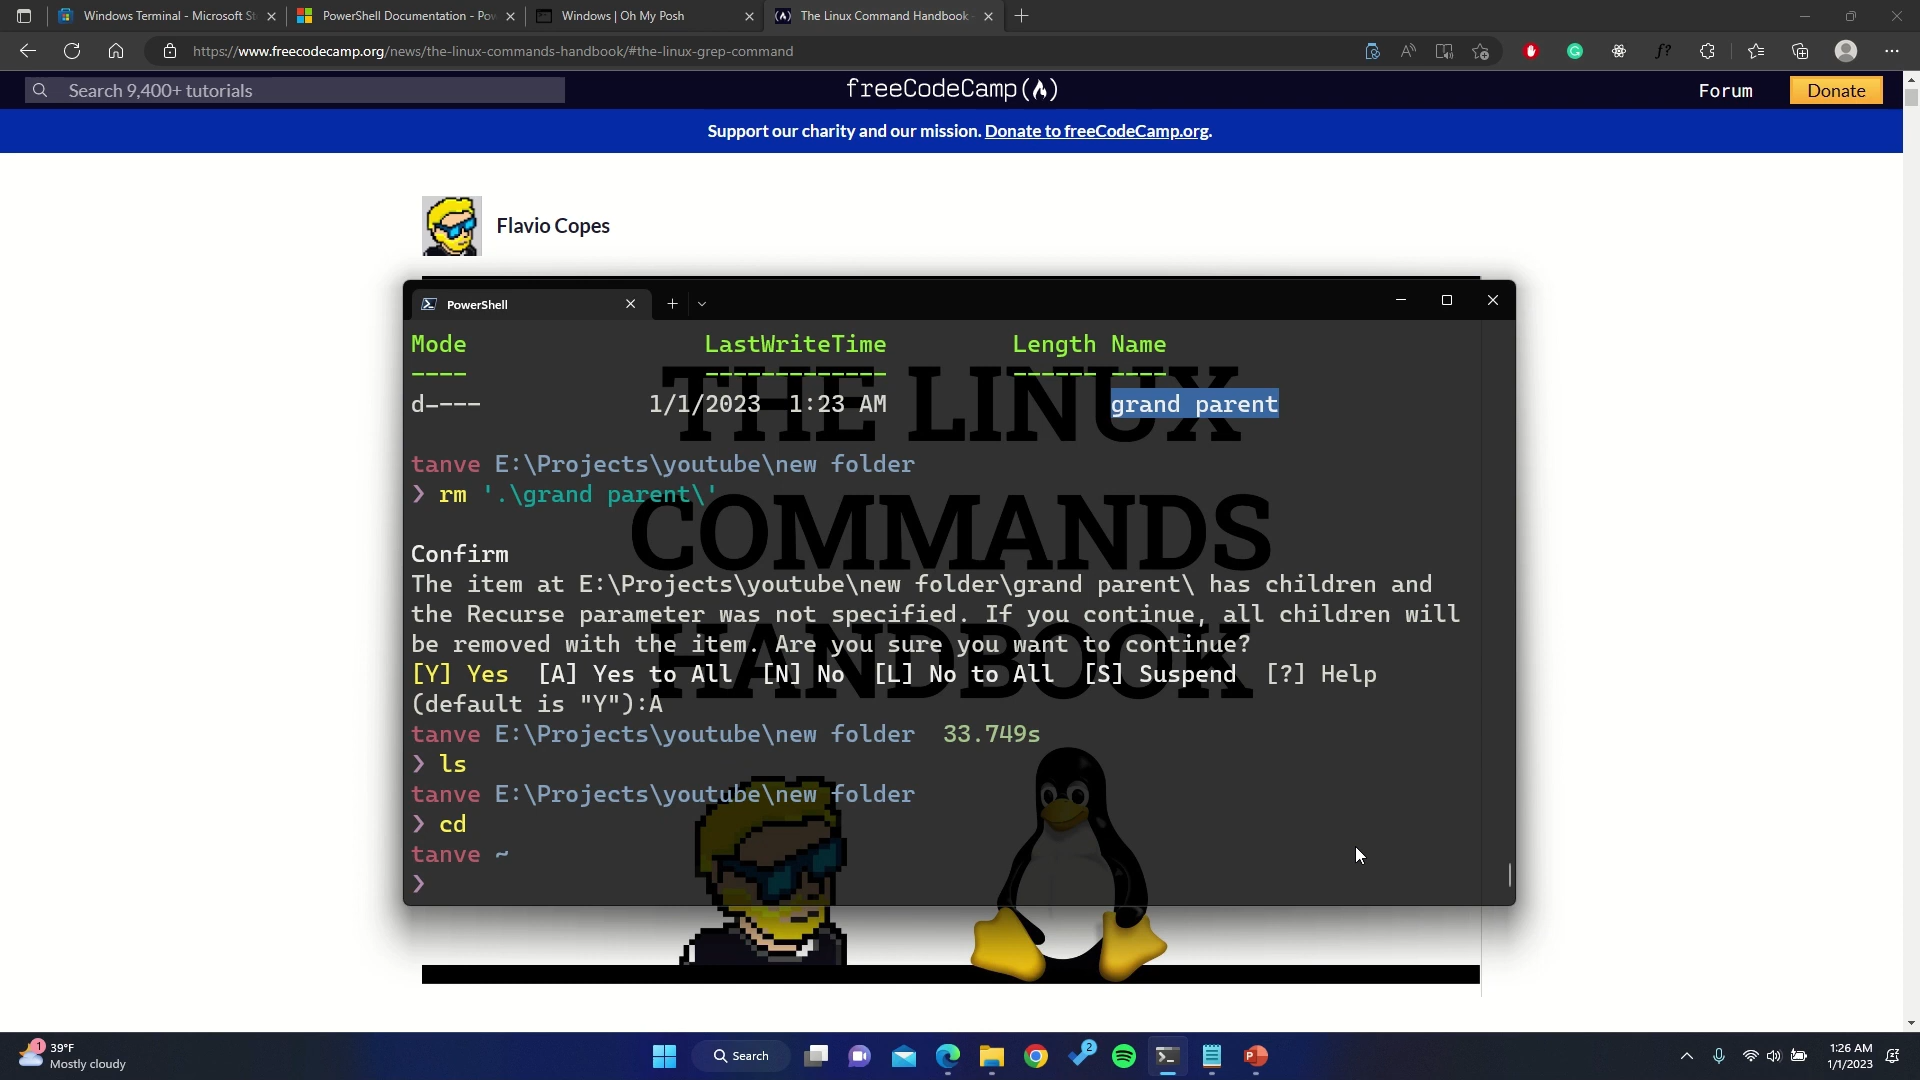 Windows Terminal - Microsoft St
PowerShell Documentation - Pow
Windows | Oh My Posh
The Linux Command Handbook -
https://www.freecodecamp.org/news/the-linux-commands-handbook/#the-linux-grep-command
Search 9,400+ tutorials
freeCodeCamp
Forum
Donate
Support our charity and our mission. Donate to freeCodeCamp.org.
Flavio Copes
PowerShell
THE LINUX
COMMANDS
HANDBOOK
Mode LastWriteTime Length Name
---- ------------- ------ ----
d---- 1/1/2023 1:23 AM grand parent
tanve E:\Projects\youtube\new folder
❯ rm '.\grand parent\'
Confirm
The item at E:\Projects\youtube\new folder\grand parent\ has children and
the Recurse parameter was not specified. If you continue, all children will
be removed with the item. Are you sure you want to continue?
[Y] Yes [A] Yes to All [N] No [L] No to All [S] Suspend [?] Help
(default is "Y"):A
tanve E:\Projects\youtube\new folder 33.749s
❯ ls
tanve E:\Projects\youtube\new folder
❯ cd
tanve ~
❯
1
39°F
Mostly cloudy
Search
2
1:26 AM
1/1/2023